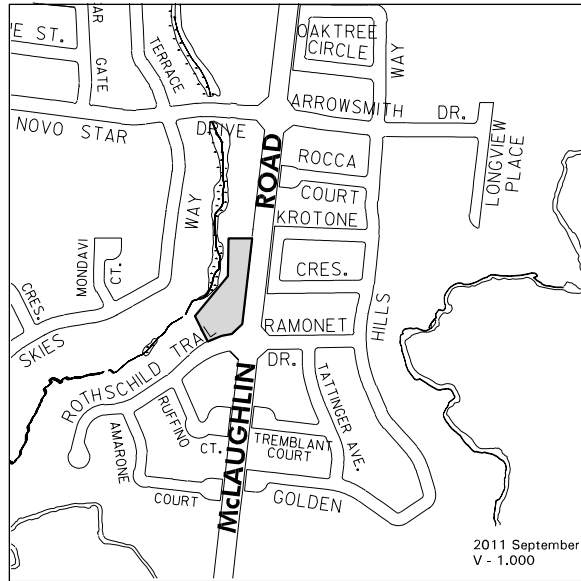 'E ST.
AR
GATE
TERRACE
OAKTREE
CIRCLE
WAY
ARROWSMITH DR.
NOVO STAR DRIVE
LONGVIEW
PLACE
ROCCA
COURT
KROTONE
CRES.
WAY
MONDAVI
CT.
CRES.
SKIES
ROTHSCHILD TRAIL
RAMONET
DR.
HILLS
TATTINGER AVE.
RUFFINO
CT.
AMARONE
COURT
TREMBLANT
COURT
GOLDEN
McLAUGHLIN ROAD
2011 September
V - 1.000